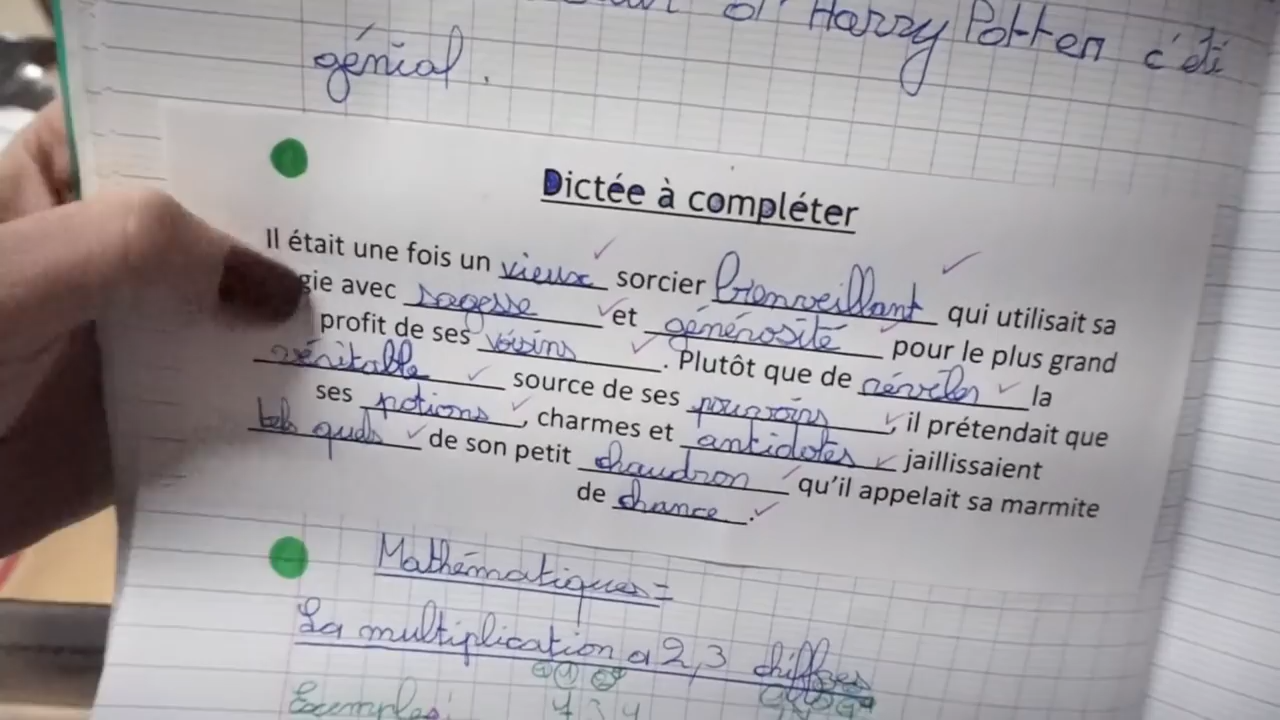 d'Harry Potter c'éti
génial.
Dictée à compléter
Il était une fois un vieux sorcier bienveillant qui utilisait sa
gie avec sagesse et générosité pour le plus grand
profit de ses voisins. Plutôt que de révéler la
véritable source de ses pouvoirs, il prétendait que
ses potions, charmes et antidotes jaillissaient
tels quels de son petit chaudron qu'il appelait sa marmite
de chance.
Mathématiques=
La multiplication a 2,3 chiffres
Exemples: